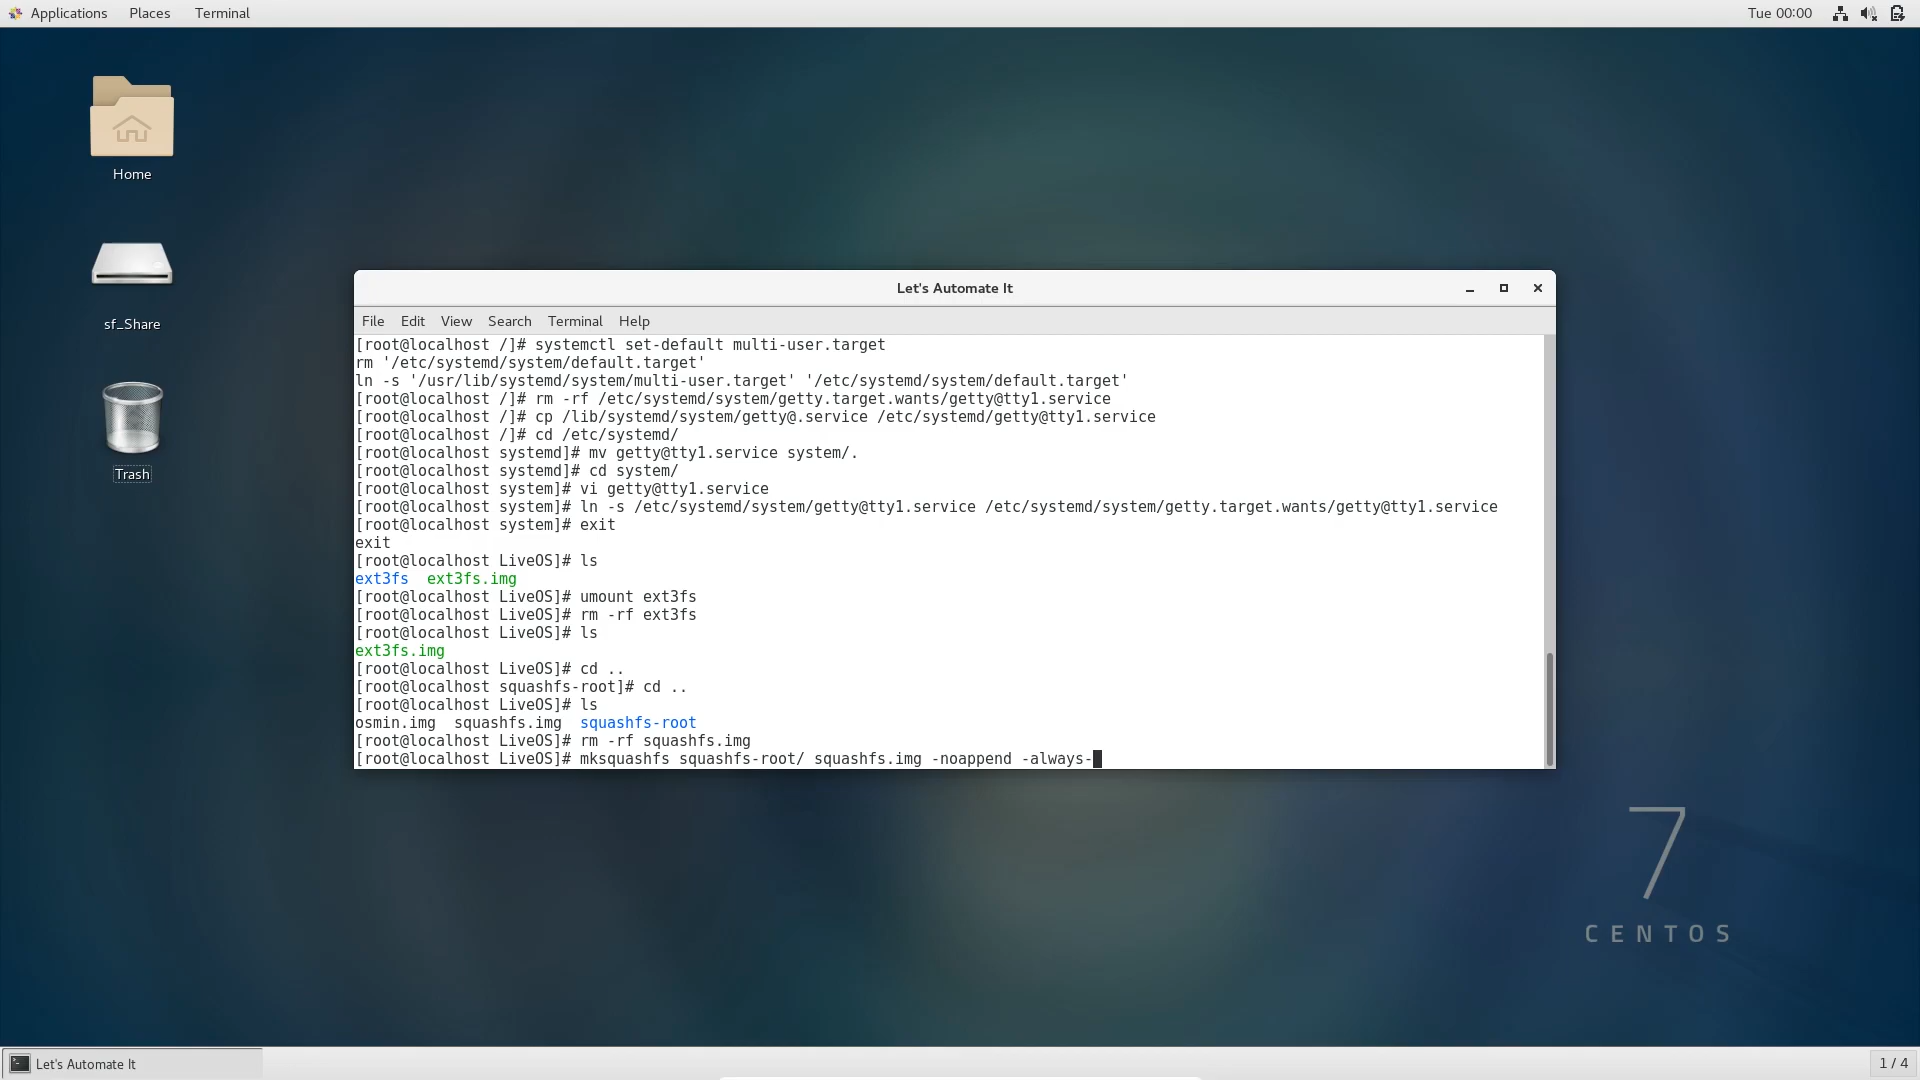 Applications Places Terminal Tue 00:00
Home
sf_Share
Trash
Let's Automate It
File Edit View Search Terminal Help
[root@localhost /]# systemctl set-default multi-user.target
rm '/etc/systemd/system/default.target'
ln -s '/usr/lib/systemd/system/multi-user.target' '/etc/systemd/system/default.target'
[root@localhost /]# rm -rf /etc/systemd/system/getty.target.wants/getty@tty1.service
[root@localhost /]# cp /lib/systemd/system/getty@.service /etc/systemd/getty@tty1.service
[root@localhost /]# cd /etc/systemd/
[root@localhost systemd]# mv getty@tty1.service system/.
[root@localhost systemd]# cd system/
[root@localhost system]# vi getty@tty1.service
[root@localhost system]# ln -s /etc/systemd/system/getty@tty1.service /etc/systemd/system/getty.target.wants/getty@tty1.service
[root@localhost system]# exit
exit
[root@localhost LiveOS]# ls
ext3fs  ext3fs.img
[root@localhost LiveOS]# umount ext3fs
[root@localhost LiveOS]# rm -rf ext3fs
[root@localhost LiveOS]# ls
ext3fs.img
[root@localhost LiveOS]# cd ..
[root@localhost squashfs-root]# cd ..
[root@localhost LiveOS]# ls
osmin.img  squashfs.img  squashfs-root
[root@localhost LiveOS]# rm -rf squashfs.img
[root@localhost LiveOS]# mksquashfs squashfs-root/ squashfs.img -noappend -always-
7
CENTOS
Let's Automate It
1 / 4